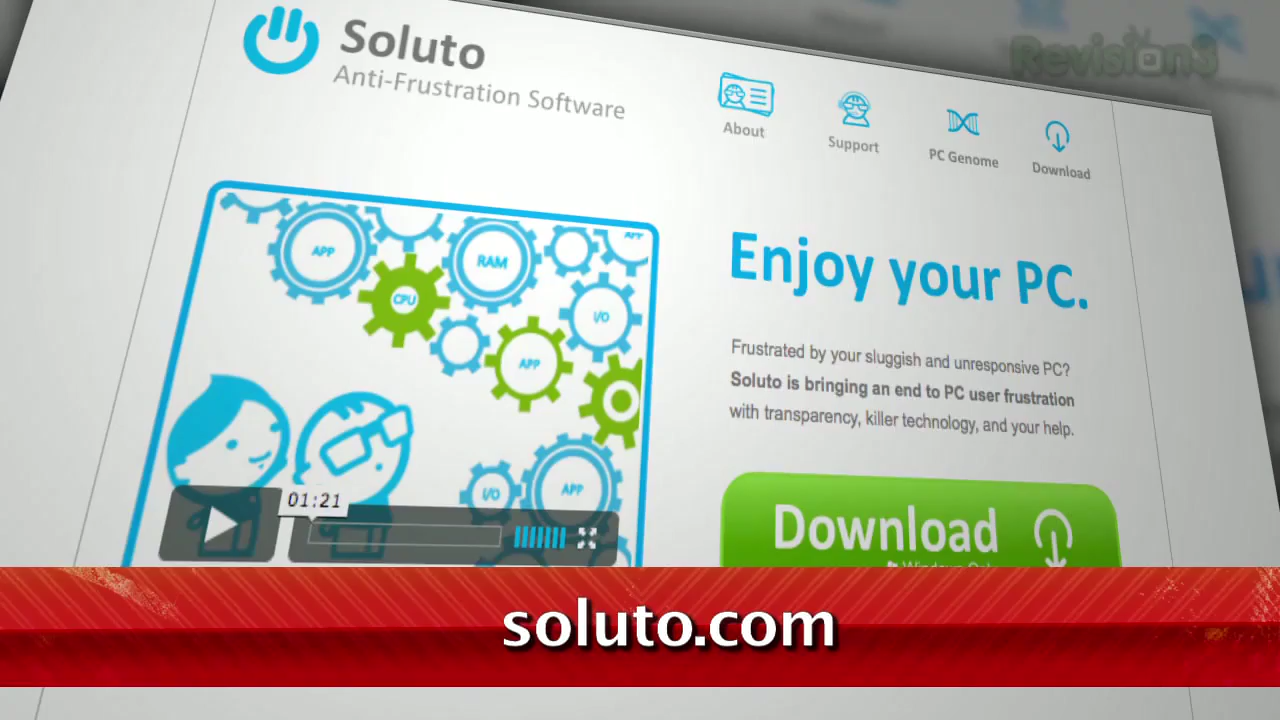 Soluto
Anti-Frustration Software
Revision3
About
Support
PC Genome
Download
APP
RAM
APP
CPU
I/O
APP
Enjoy your PC.
Frustrated by your sluggish and unresponsive PC?
Soluto is bringing an end to PC user frustration
with transparency, killer technology, and your help.
I/O
APP
01:21
Download
soluto.com